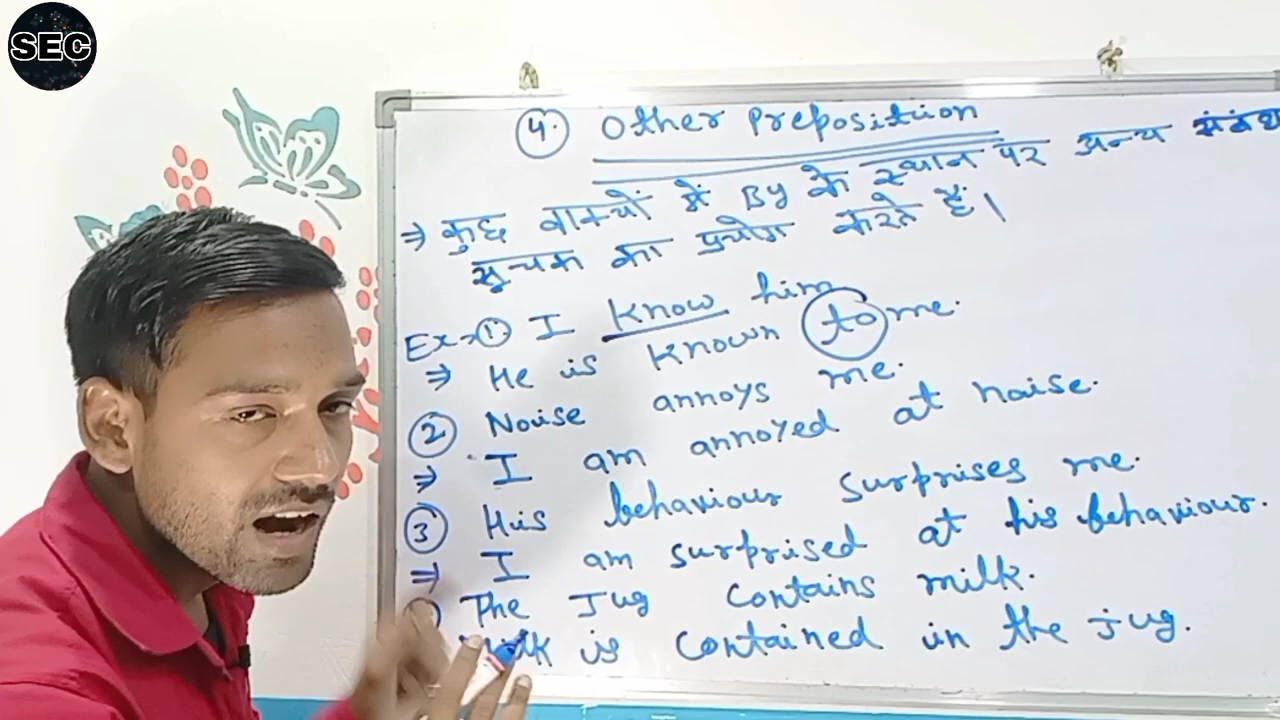 SEC
4. Other Preposition
⇒ कुछ वाक्यों में By के स्थान पर अन्य संबंध
सूचक का प्रयोग करते हैं।
Ex→ 1. I know him
⇒ He is known to me.
2 Noise annoys me.
⇒ I am annoyed at noise.
3 His behaviour surprises me.
⇒ I am surprised at his behaviour.
The Jug contains milk.
Milk is contained in the jug.